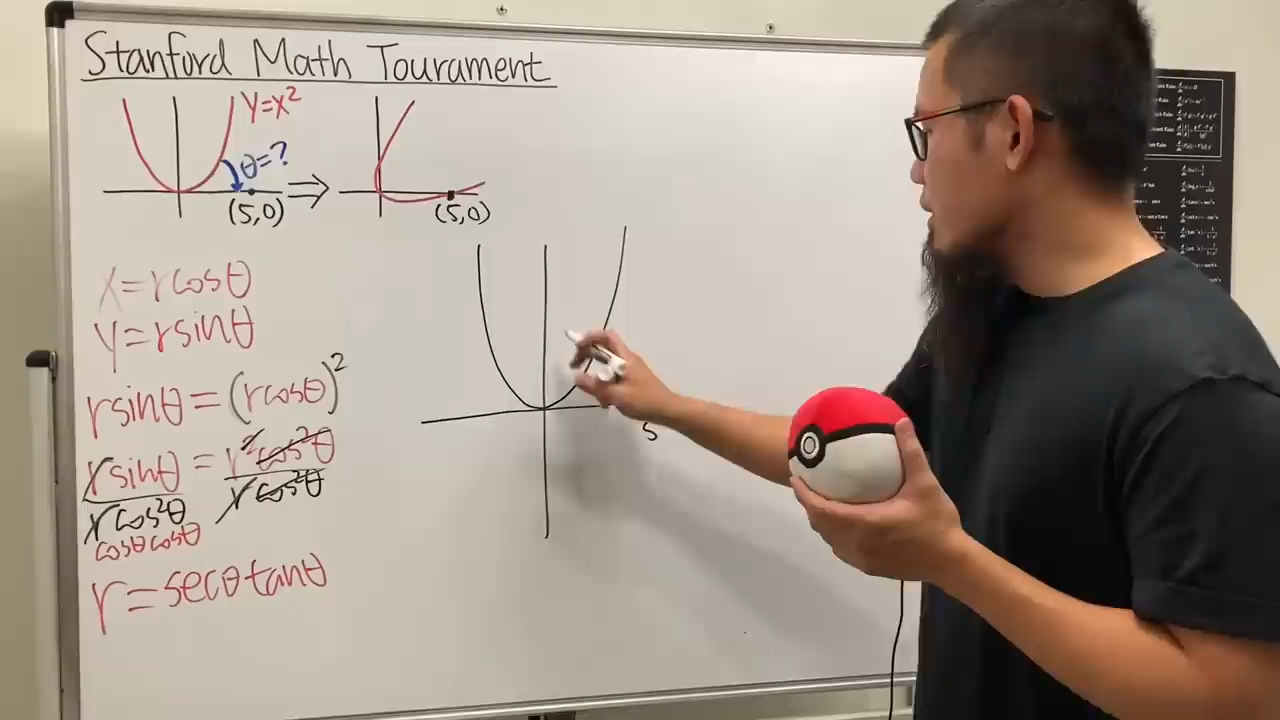 Stanford Math Tourament
y=x²
θ=?
(5,0)
(5,0)
x=rcosθ
y=rsinθ
rsinθ=(rcosθ)²
rsinθ = r²cos²θ
rcos²θ rcos²θ
cosθcosθ
r=secθtanθ
5